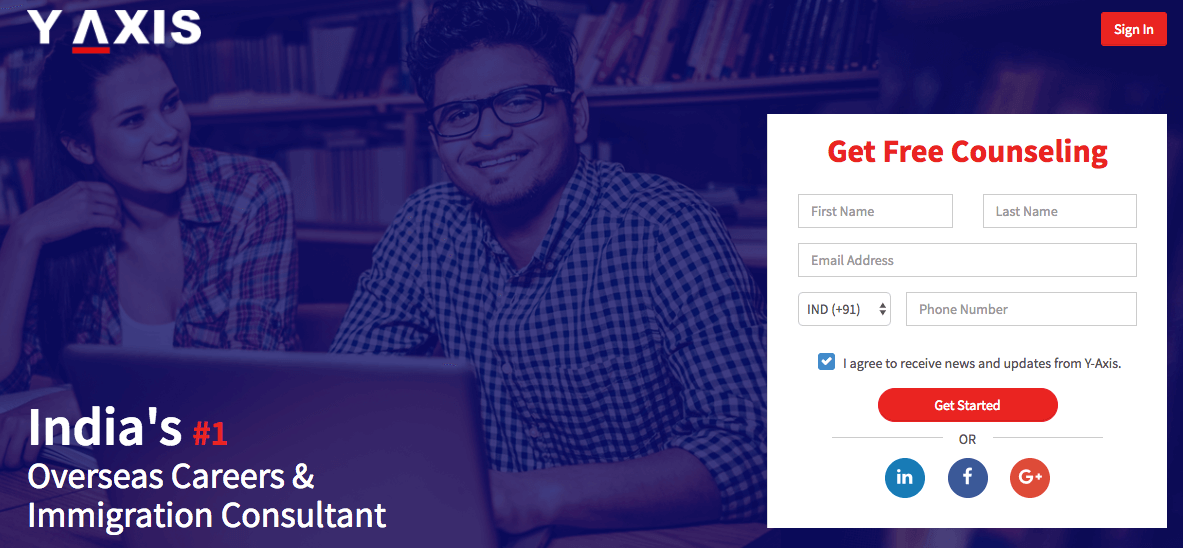 Y AXIS
Sign In
Get Free Counseling
First Name
Last Name
Email Address
IND (+91)
Phone Number
I agree to receive news and updates from Y-Axis.
Get Started
OR
in
f
G+
India's #1
Overseas Careers &
Immigration Consultant